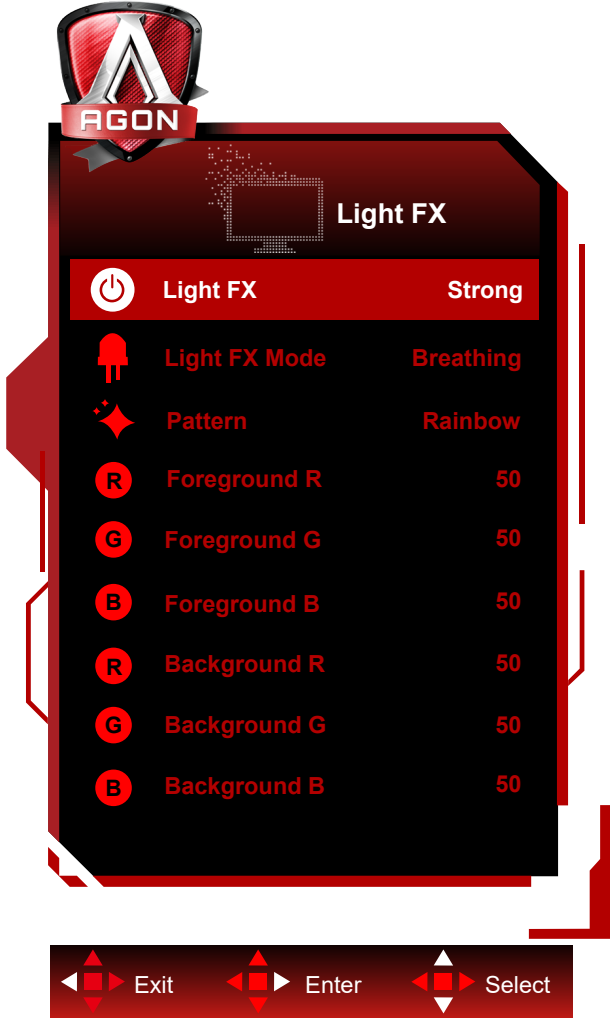 AGON
Light FX
Light FX Strong
Light FX Mode Breathing
Pattern Rainbow
R Foreground R 50
G Foreground G 50
B Foreground B 50
R Background R 50
G Background G 50
B Background B 50
Exit Enter Select